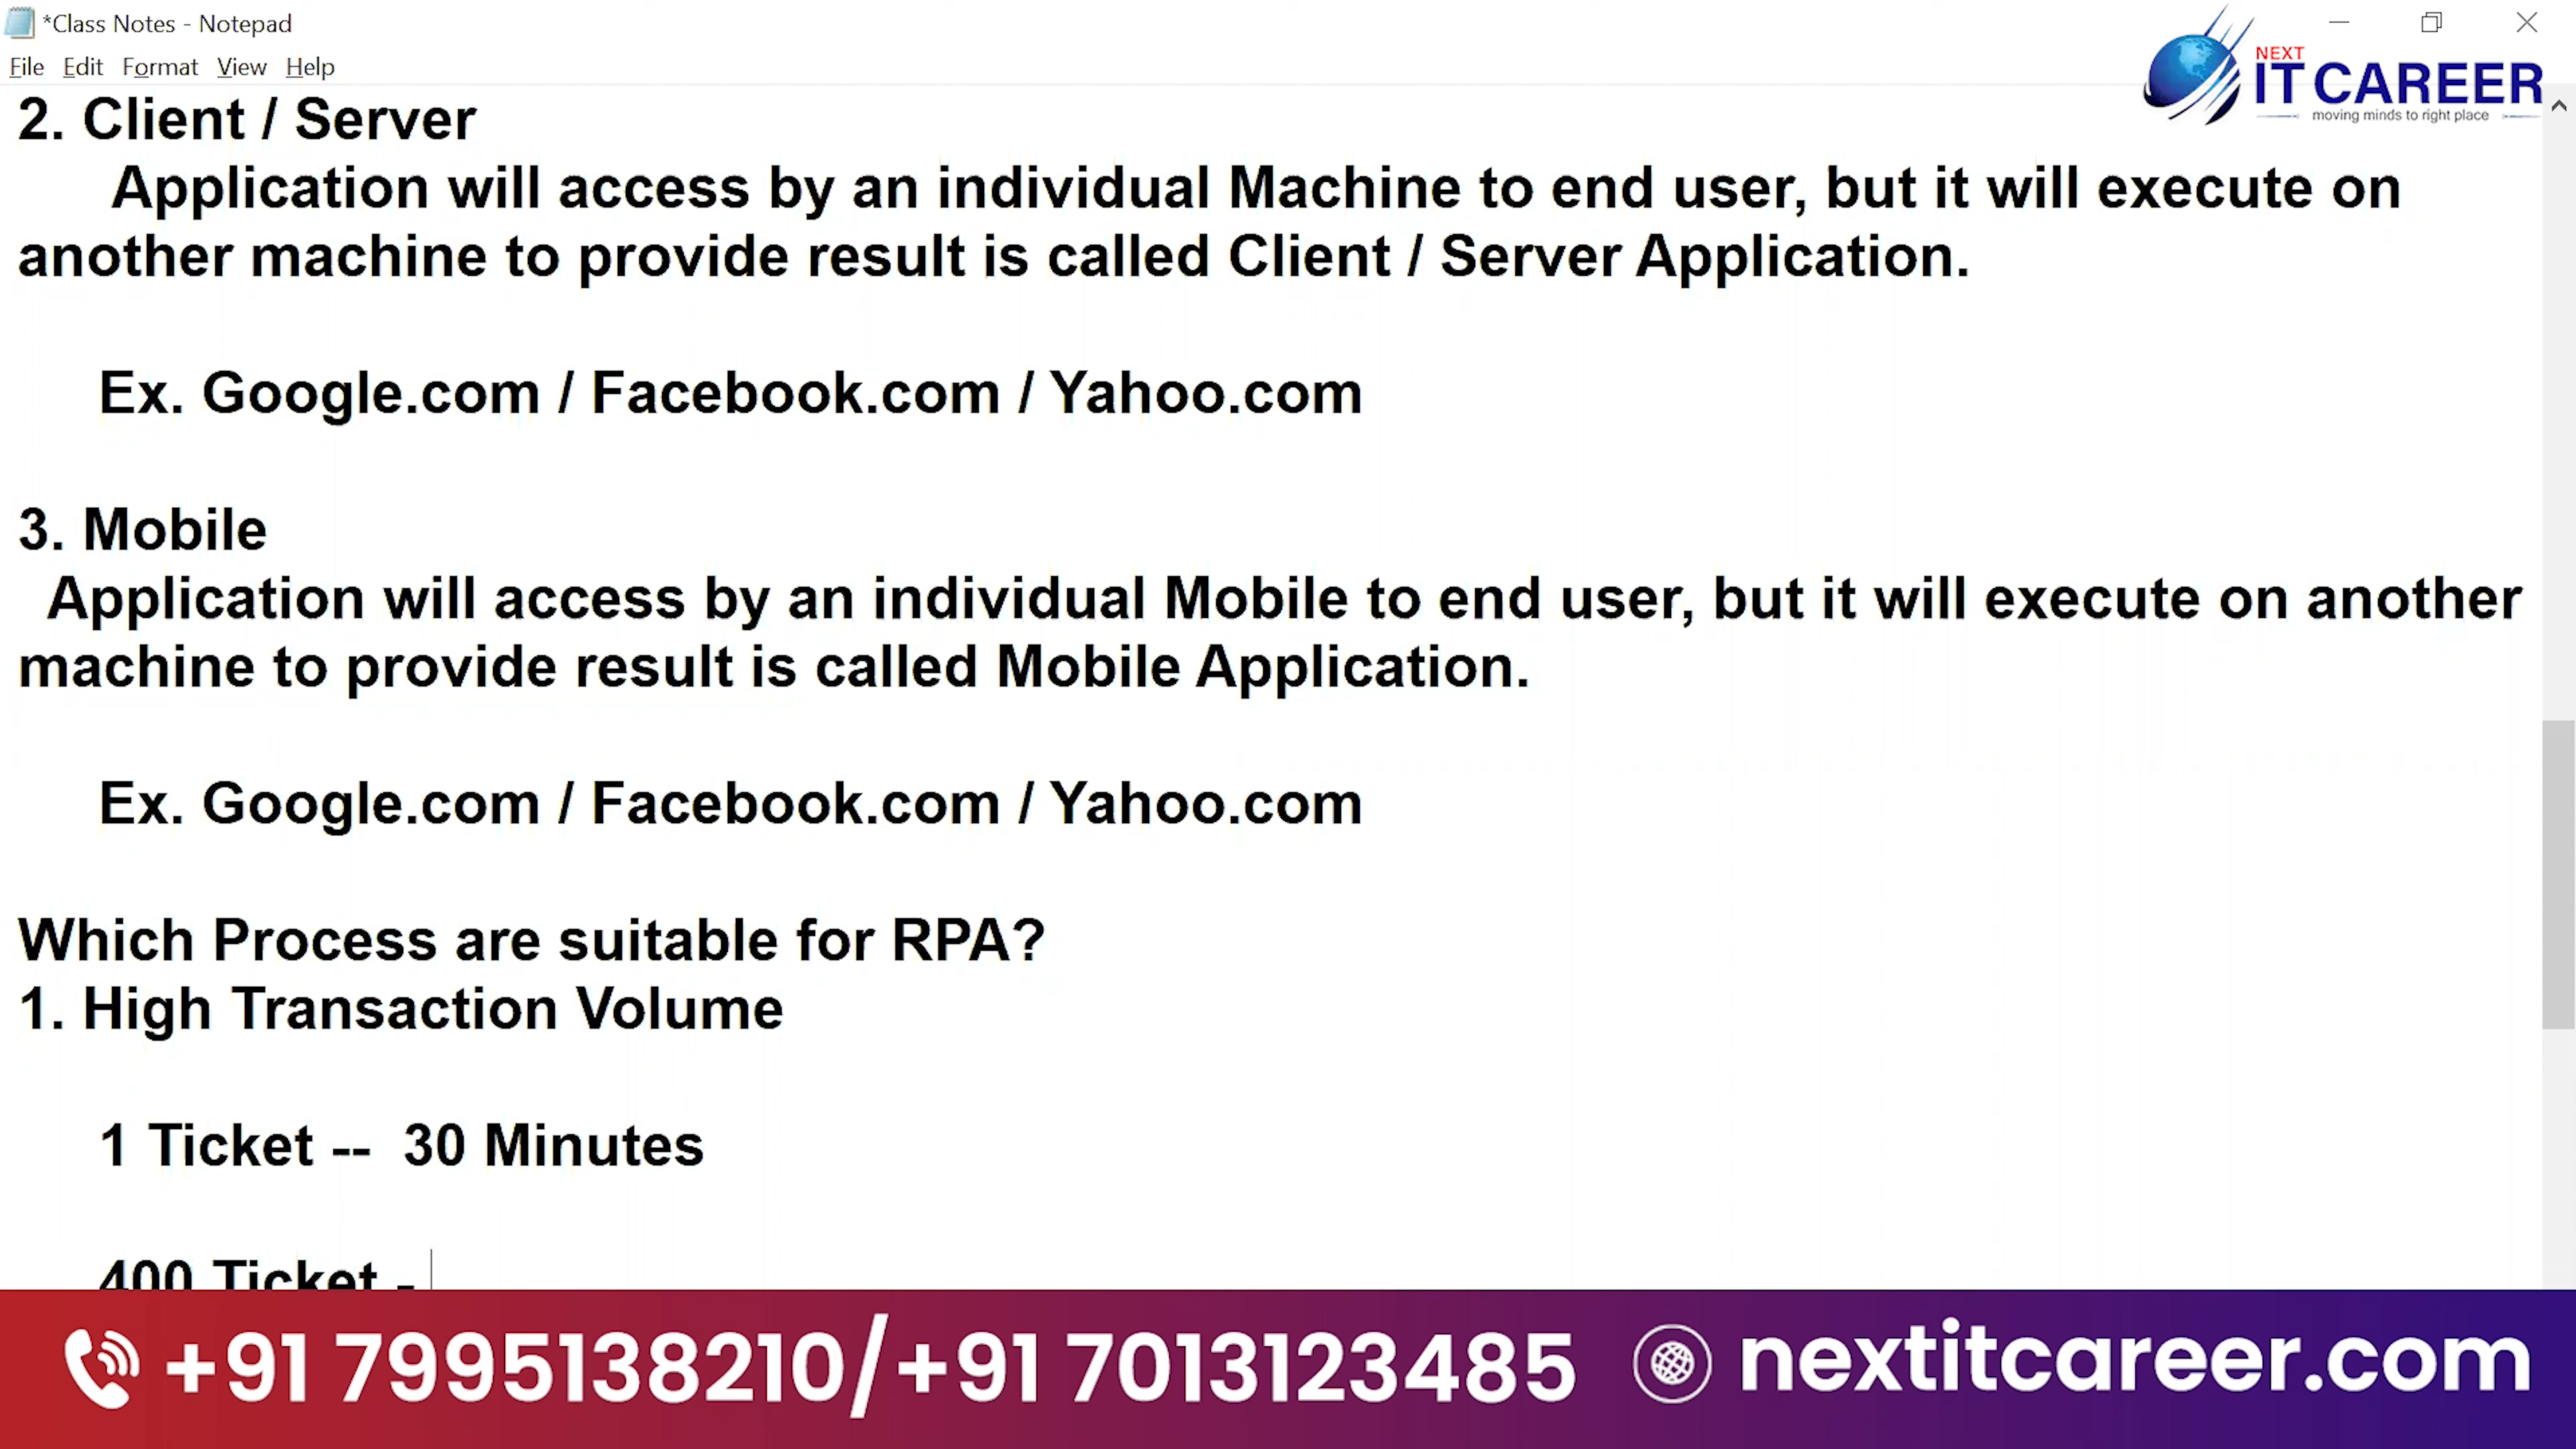 *Class Notes - Notepad
File Edit Format View Help
NEXT
IT CAREER
moving minds to right place
2. Client / Server
Application will access by an individual Machine to end user, but it will execute on
another machine to provide result is called Client / Server Application.
Ex. Google.com / Facebook.com / Yahoo.com
3. Mobile
Application will access by an individual Mobile to end user, but it will execute on another
machine to provide result is called Mobile Application.
Ex. Google.com / Facebook.com / Yahoo.com
Which Process are suitable for RPA?
1. High Transaction Volume
1 Ticket -- 30 Minutes
400 Ticket -
+91 7995138210/+91 7013123485 nextitcareer.com